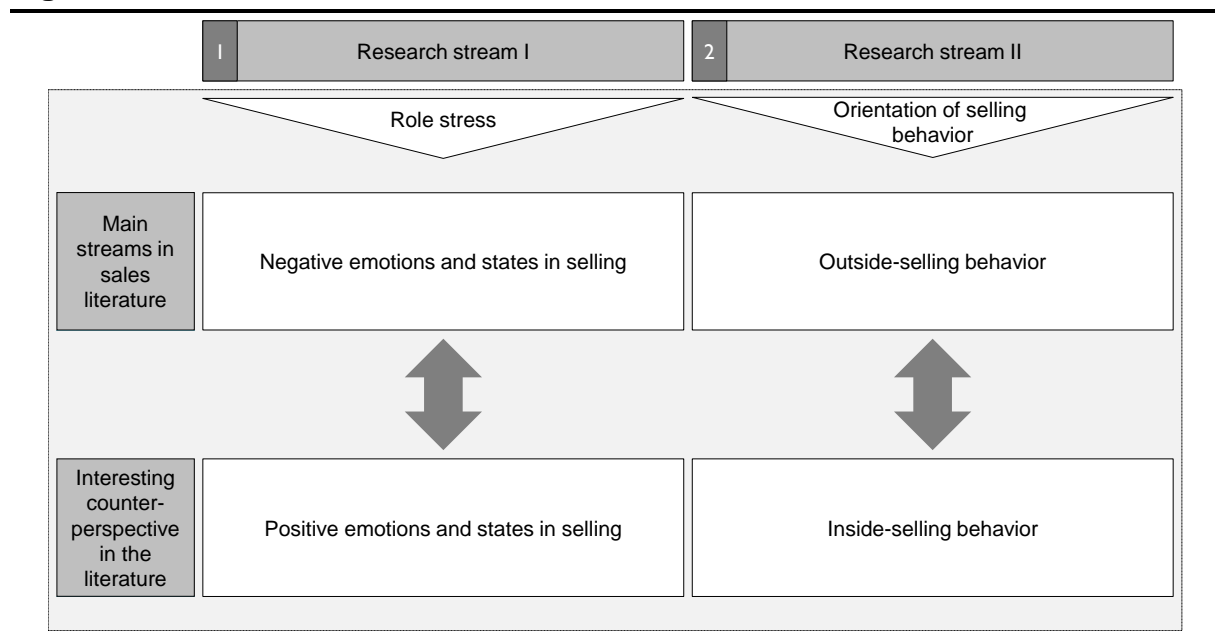 1
Research stream I
2
Research stream II
Role stress
Orientation of selling
behavior
Main
streams in
sales
literature
Negative emotions and states in selling
Outside-selling behavior
Interesting
counter-
perspective
in the
literature
Positive emotions and states in selling
Inside-selling behavior